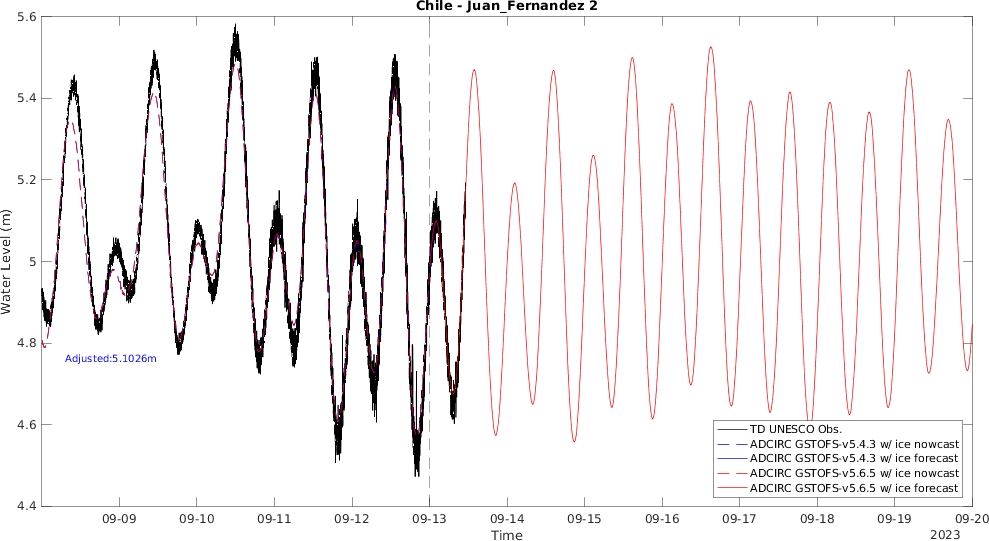 Chile - Juan_Fernandez 2
5.6
5.4
5.2
5
4.8
4.6
4.4
Water Level (m)
Adjusted:5.1026m
TD UNESCO Obs.
ADCIRC GSTOFS-v5.4.3 w/ ice nowcast
ADCIRC GSTOFS-v5.4.3 w/ ice forecast
ADCIRC GSTOFS-v5.6.5 w/ ice nowcast
ADCIRC GSTOFS-v5.6.5 w/ ice forecast
09-09 09-10 09-11 09-12 09-13 09-14 09-15 09-16 09-17 09-18 09-19 09-20
Time
2023